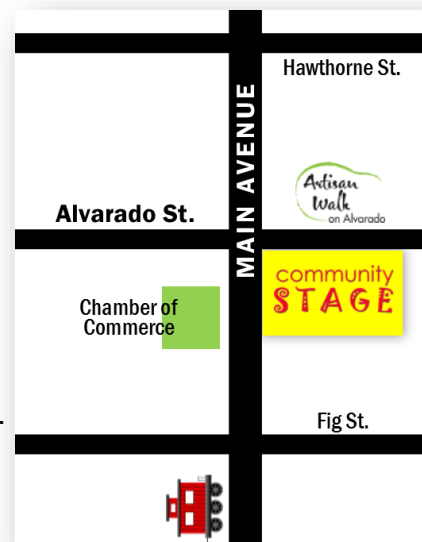 Hawthorne St.
MAIN AVENUE
Artisan
Walk
on Alvarado
Alvarado St.
community
STAGE
Chamber of
Commerce
Fig St.